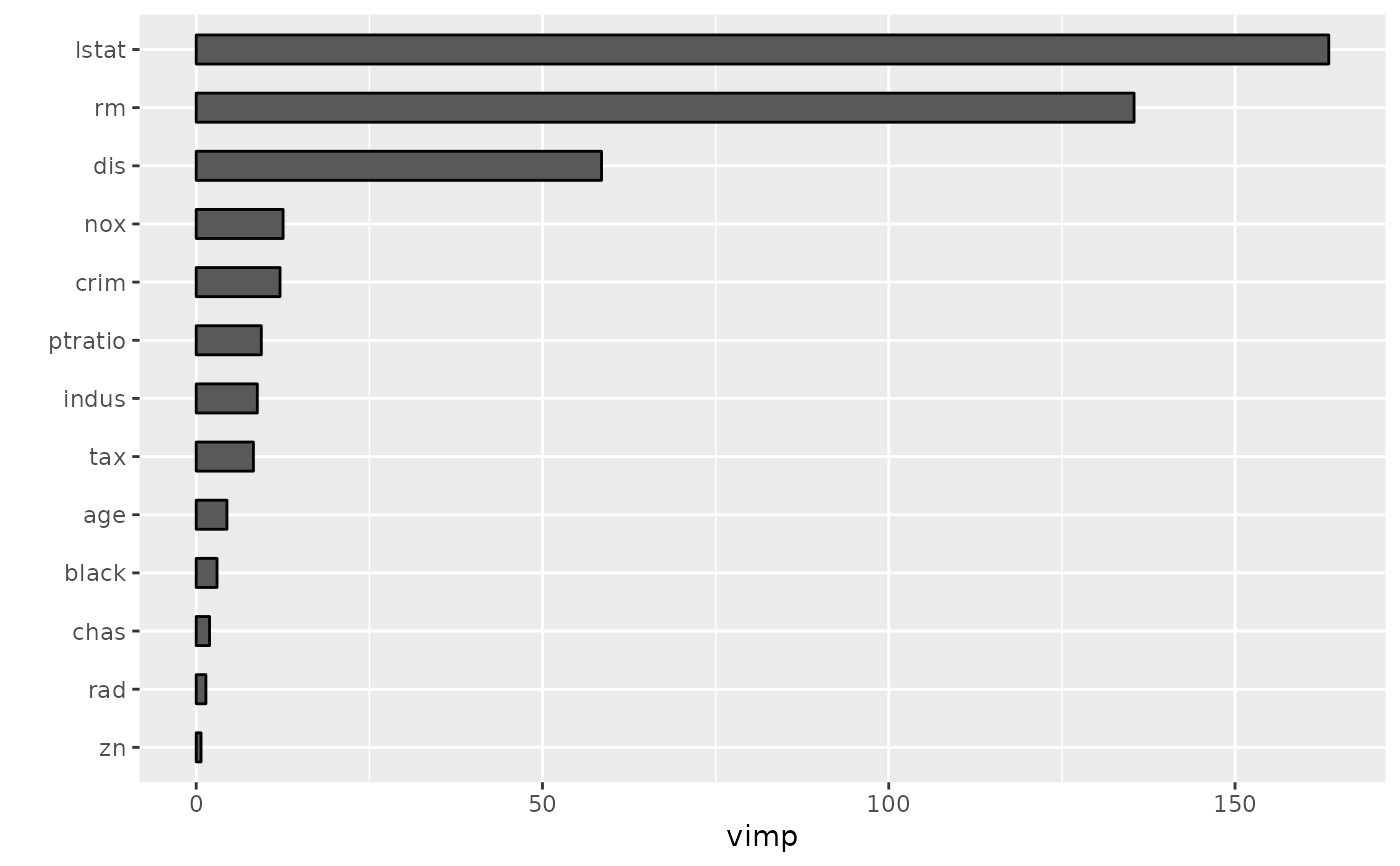 lstat
rm
dis
nox
crim
ptratio
indus
tax
age
black
chas
rad
zn
0 50 100 150
vimp